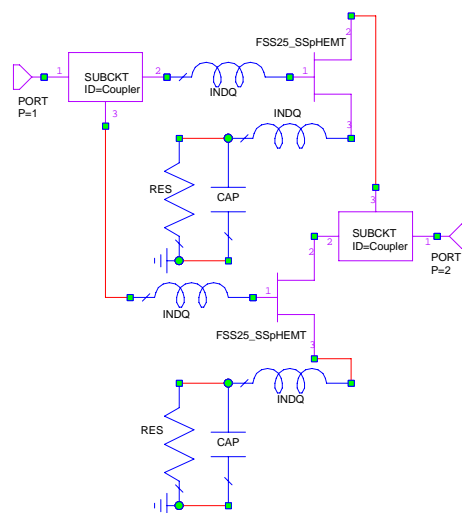 2
FSS25_SSpHEMT
1
SUBCKT
ID=Coupler
2
1
PORT
P=1
3
INDQ
3
INDQ
RES
CAP
3
2
SUBCKT
ID=Coupler
1
PORT
P=2
2
1
INDQ
FSS25_SSpHEMT
3
INDQ
RES
CAP